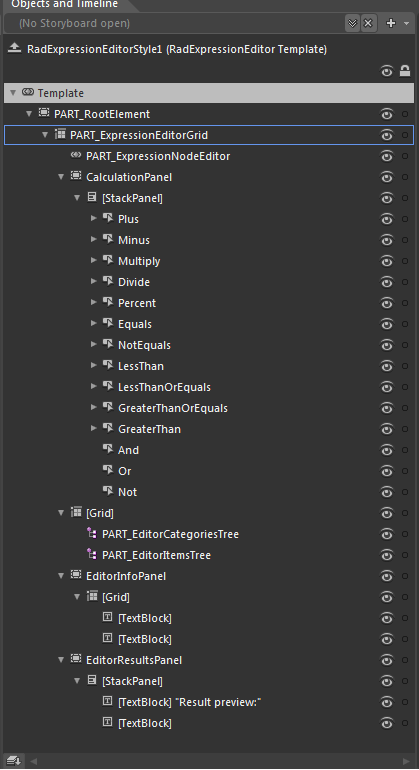 Objects and Timeline
(No Storyboard open)
RadExpressionEditorStyle1 (RadExpressionEditor Template)
Template
PART_RootElement
PART_ExpressionEditorGrid
PART_ExpressionNodeEditor
CalculationPanel
[StackPanel]
Plus
Minus
Multiply
Divide
Percent
Equals
NotEquals
LessThan
LessThanOrEquals
GreaterThanOrEquals
GreaterThan
And
Or
Not
[Grid]
PART_EditorCategoriesTree
PART_EditorItemsTree
EditorInfoPanel
[Grid]
[TextBlock]
[TextBlock]
EditorResultsPanel
[StackPanel]
[TextBlock] "Result preview:"
[TextBlock]